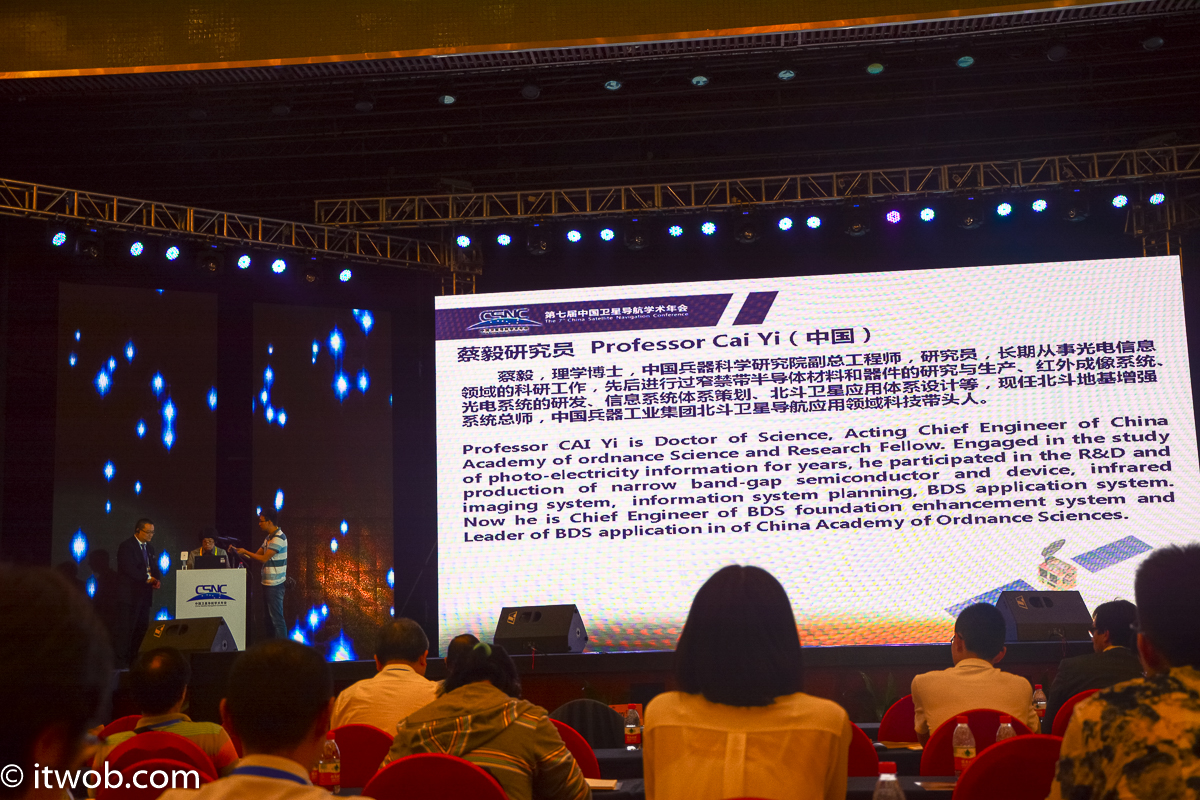 CSNC
第七届中国卫星导航学术年会
The 7th China Satellite Navigation Conference
蔡毅研究员 Professor Cai Yi（中国）
蔡毅，理学博士，中国兵器科学研究院副总工程师，研究员，长期从事光电信息
领域的科研工作，先后进行过窄禁带半导体材料和器件的研究与生产、红外成像系统、
光电系统的研发、信息系统体系策划、北斗卫星应用体系设计等，现任北斗地基增强
系统总师，中国兵器工业集团北斗卫星导航应用领域科技带头人。
Professor CAI Yi is Doctor of Science, Acting Chief Engineer of China
Academy of ordnance Science and Research Fellow. Engaged in the study
of photo-electricity information for years, he participated in the R&D and
production of narrow band-gap semiconductor and device, infrared
imaging system, information system planning, BDS application system.
Now he is Chief Engineer of BDS foundation enhancement system and
Leader of BDS application in of China Academy of Ordnance Sciences.
CSNC
中国卫星导航学术年会
© itwob.com